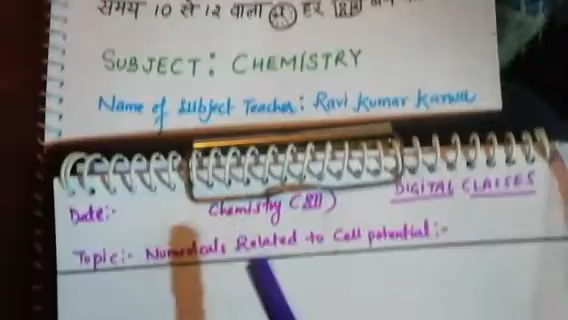 समय 10 से 12 वाला हर
SUBJECT: CHEMISTRY
Name of Subject Teacher: Ravi Kumar
DIGITAL CLASSES
Date:- Chemistry (XII)
Topic:- Numericals Related to Cell potential:-